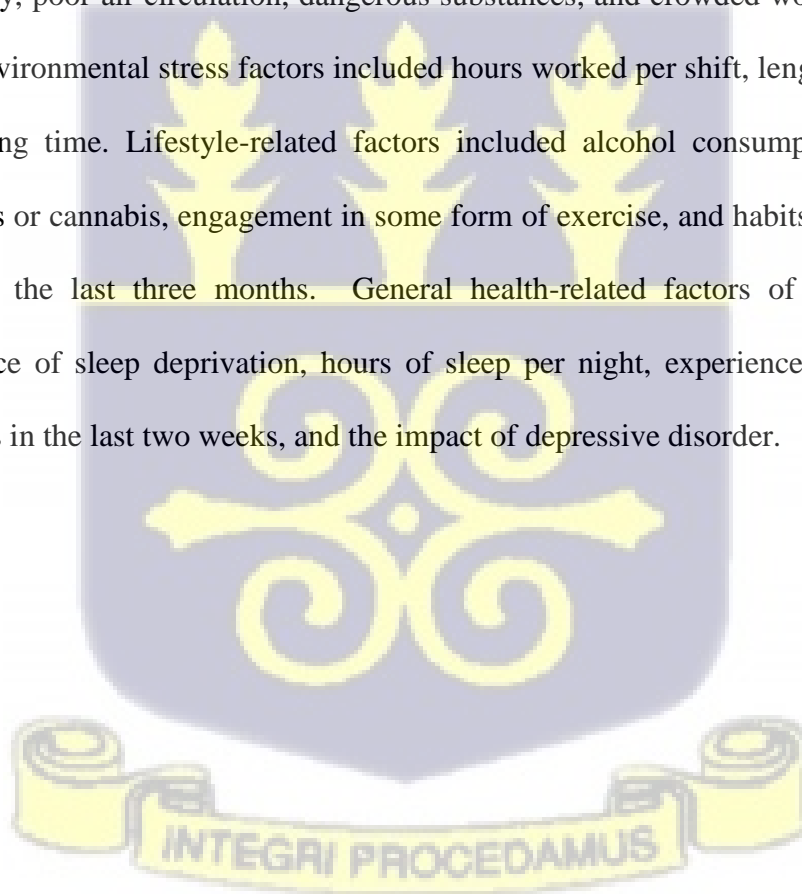 poor air circulation, dangerous substances, and crowded
vironmental stress factors included hours worked per shift,
ng time. Lifestyle-related factors included alcohol
s or cannabis, engagement in some form of exercise, and habits
the last three months. General health-related factors of
ce of sleep deprivation, hours of sleep per night, experience
s in the last two weeks, and the impact of depressive disorder.
INTEGRI PROCEDAMUS